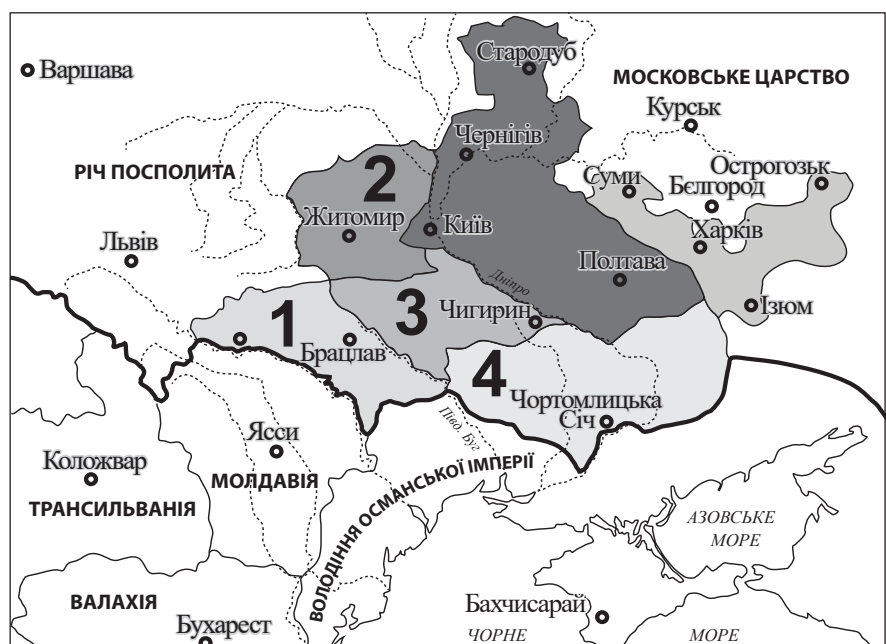 Стародуб
Варшава
МОСКОВСЬКЕ ЦАРСТВО
Курськ
Чернігів
РІЧ ПОСПОЛИТА
2
Суми
Острогозьк
Бєлгород
Житомир
Київ
Харків
Львів
Полтава
Дніпро
1
3
Чигирин
Ізюм
Брацлав
4
Чортомлицька
Січ
Півд. Буг
Ясси
Коложвар
МОЛДАВІЯ
ТРАНСИЛЬВАНІЯ
ВОЛОДІННЯ ОСМАНСЬКОЇ ІМПЕРІЇ
АЗОВСЬКЕ
МОРЕ
ВАЛАХІЯ
Бухарест
Бахчисарай
ЧОРНЕ
МОРЕ